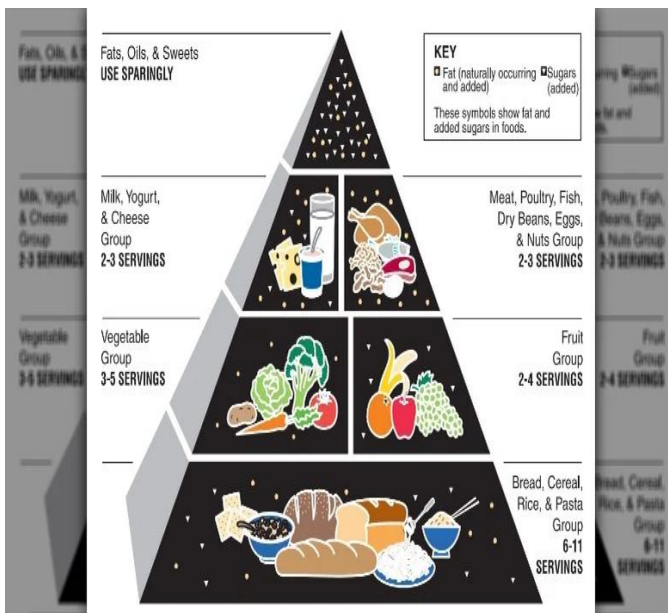 Fats, Oils, & Sweets
USE SPARINGLY
KEY
Fat (naturally occurring and added)
Sugars (added)
These symbols show fat and
added sugars in foods.
Milk, Yogurt,
& Cheese
Group
2-3 SERVINGS
Meat, Poultry, Fish,
Dry Beans, Eggs,
& Nuts Group
2-3 SERVINGS
Vegetable
Group
3-5 SERVINGS
Fruit
Group
2-4 SERVINGS
Bread, Cereal,
Rice, & Pasta
Group
6-11
SERVINGS